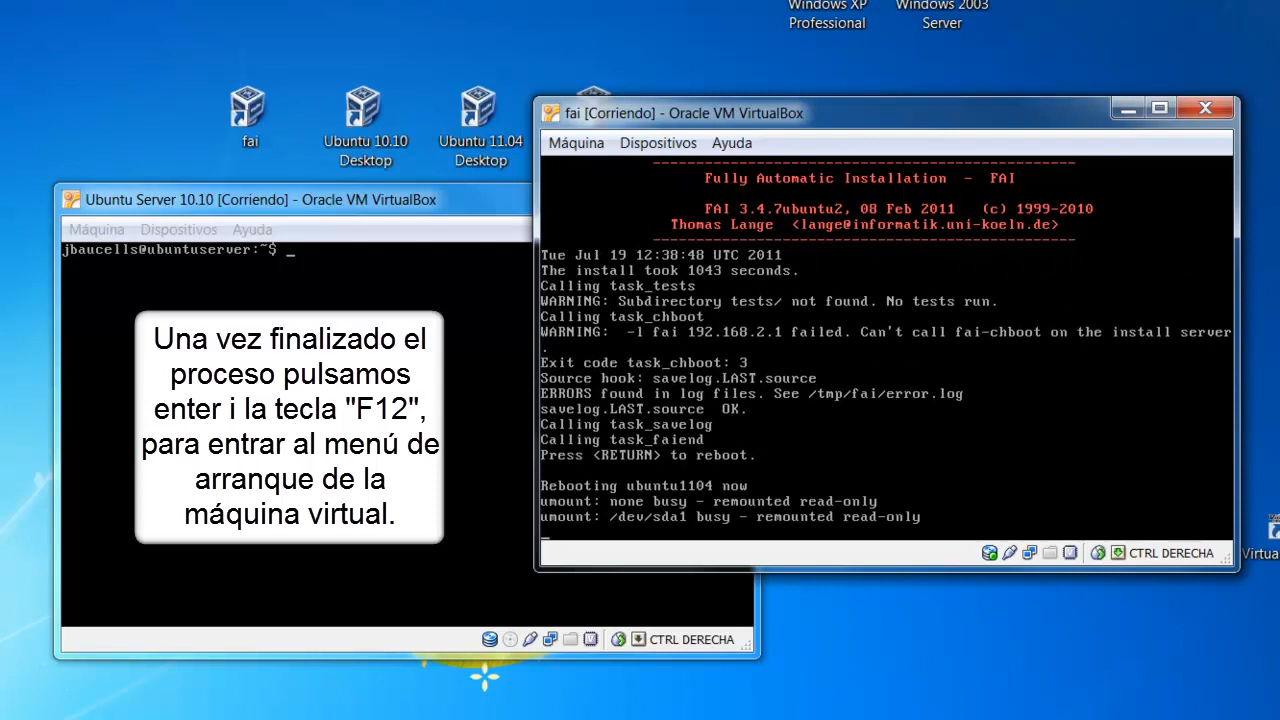 Windows XP
Professional
Windows 2003
Server
fai
Ubuntu 10.10
Desktop
Ubuntu 11.04
Desktop
Ubuntu Server 10.10 [Corriendo] - Oracle VM VirtualBox
Máquina Dispositivos Ayuda
jbaucells@ubuntuserver:~$ _
Una vez finalizado el
proceso pulsamos
enter i la tecla "F12",
para entrar al menú de
arranque de la
máquina virtual.
CTRL DERECHA
fai [Corriendo] - Oracle VM VirtualBox
Máquina Dispositivos Ayuda
Fully Automatic Installation - FAI
FAI 3.4.7ubuntu2, 08 Feb 2011 (c) 1999-2010
Thomas Lange <lange@informatik.uni-koeln.de>
Tue Jul 19 12:38:48 UTC 2011
The install took 1043 seconds.
Calling task_tests
WARNING: Subdirectory tests/ not found. No tests run.
Calling task_chboot
WARNING: -l fai 192.168.2.1 failed. Can't call fai-chboot on the install server
.
Exit code task_chboot: 3
Source hook: savelog.LAST.source
ERRORS found in log files. See /tmp/fai/error.log
savelog.LAST.source OK.
Calling task_savelog
Calling task_faiend
Press <RETURN> to reboot.
Rebooting ubuntu1104 now
umount: none busy - remounted read-only
umount: /dev/sda1 busy - remounted read-only
CTRL DERECHA